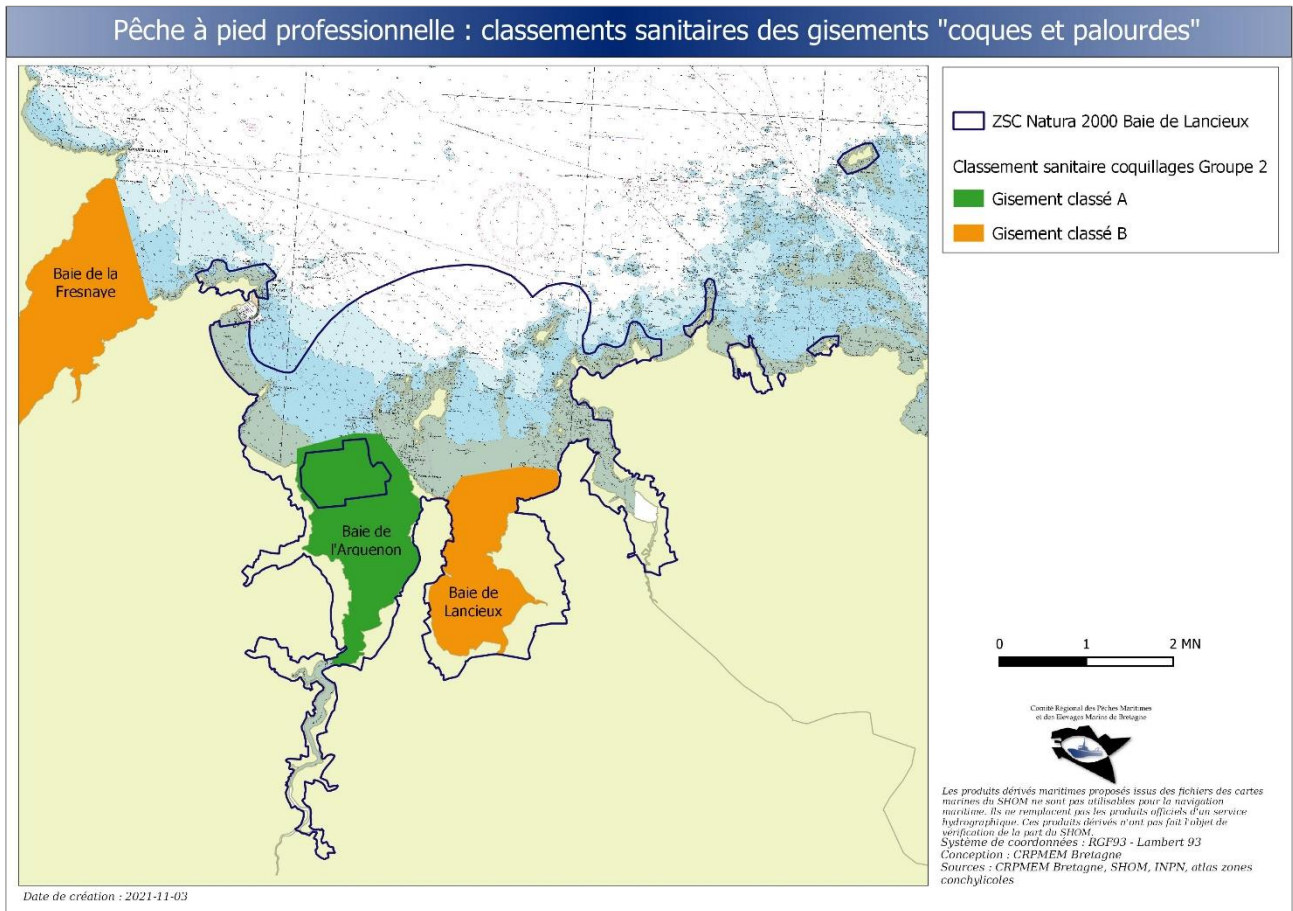 Pêche à pied professionnelle : classements sanitaires des gisements "coques et palourdes"
ZSC Natura 2000 Baie de Lancieux
Classement sanitaire coquillages Groupe 2
Gisement classé A
Gisement classé B
Baie de la
Fresnaye
Baie de
l'Arguenon
Baie de
Lancieux
0 1 2 MN
Comité Régional des Pêches Maritimes
et des Elevages Marins de Bretagne
Les produits dérivés maritimes proposés issus des fichiers des cartes
marines du SHOM ne sont pas utilisables pour la navigation
maritime. Ils ne remplacent pas les produits officiels d'un service
hydrographique. Ces produits dérivés n'ont pas fait l'objet de
vérification de la part du SHOM.
Système de coordonnées : RGF93 - Lambert 93
Conception : CRPMEM Bretagne
Sources : CRPMEM Bretagne, SHOM, INPN, atlas zones
conchylicoles
Date de création : 2021-11-03